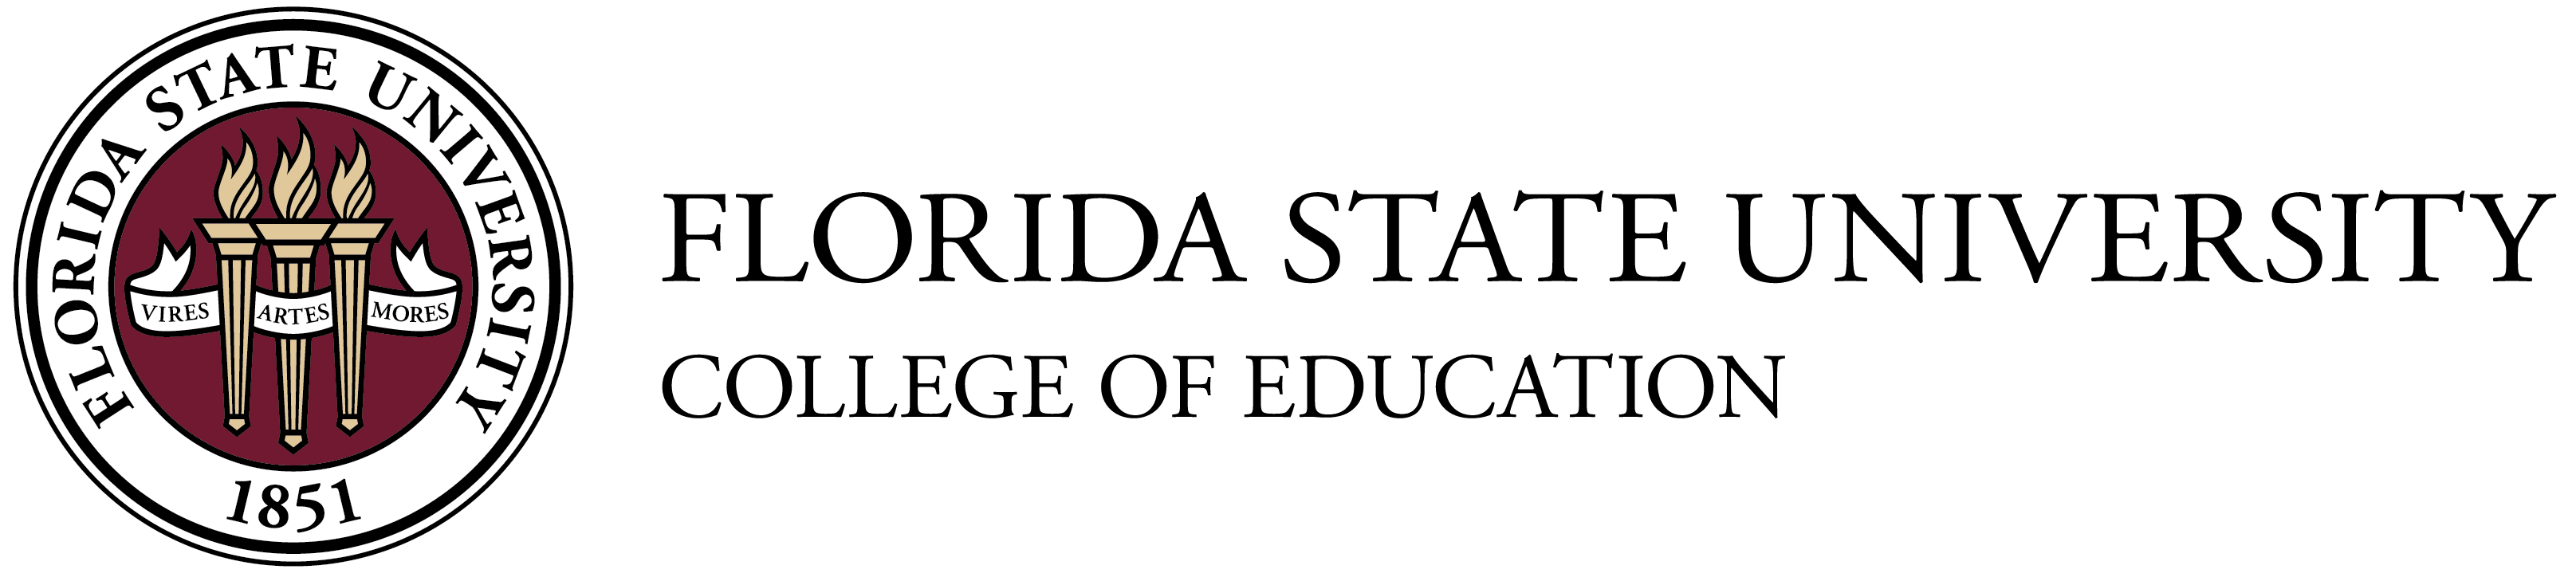 FLORIDA STATE UNIVERSITY
VIRES ARTES MORES
1851
FLORIDA STATE UNIVERSITY
COLLEGE OF EDUCATION